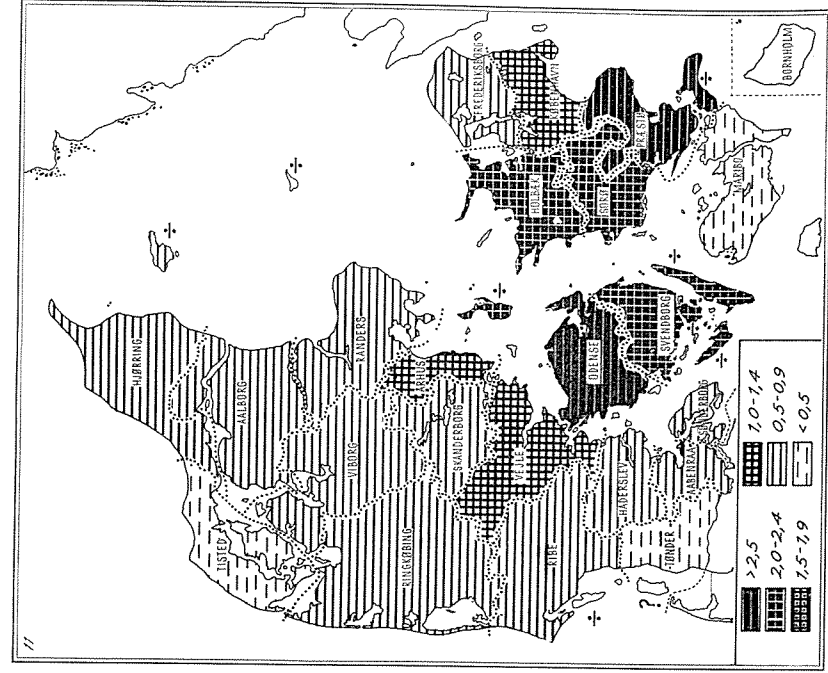 11
HJØRRING
TISTED
AALBORG
VIBORG
RANDERS
AARHUS
SKANDERBORG
RINGKØBING
VEJLE
RIBE
HADERSLEV
TØNDER
AABENRAA
SØNDERBORG
ODENSE
SVENDBORG
HOLBÆK
SORØ
FREDERIKSBORG
KØBENHAVN
PRÆSTØ
MARIBO
BORNHOLM
?
>2,5
2,0-2,4
1,5-1,9
1,0-1,4
0,5-0,9
<0,5